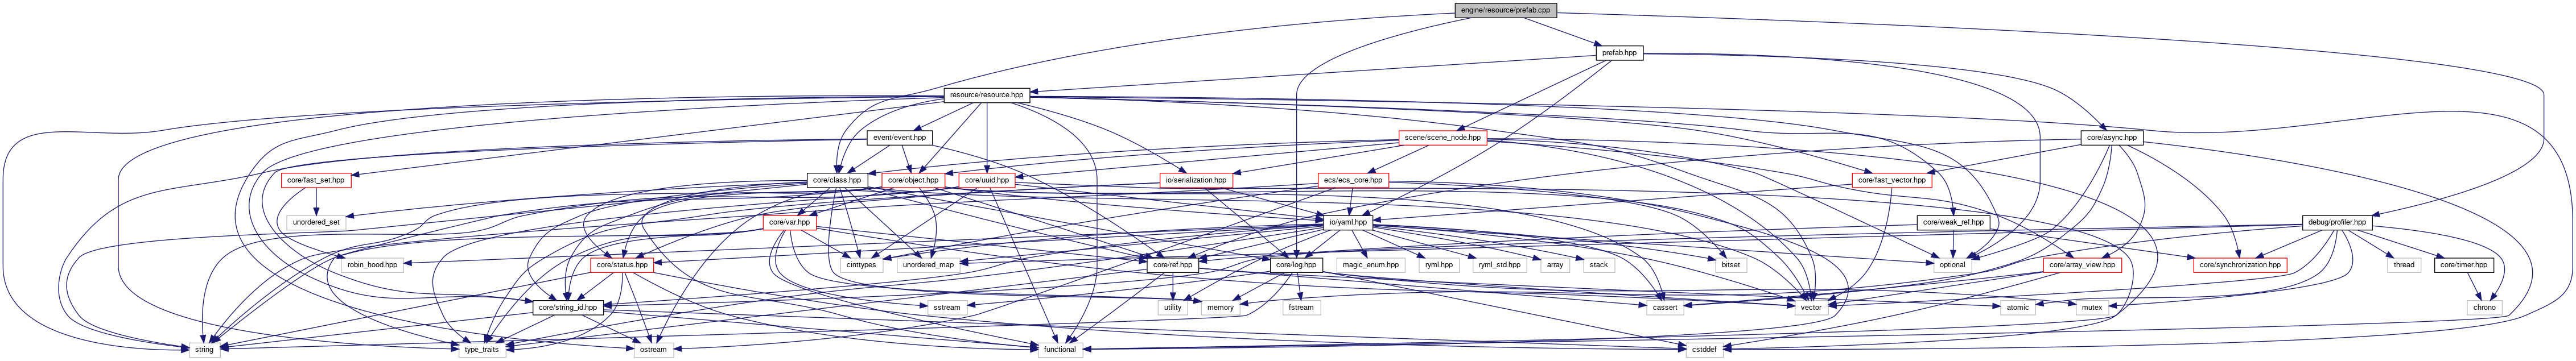 engine/resource/prefab.cpp
prefab.hpp
resource/resource.hpp
event/event.hpp
scene/scene_node.hpp
core/async.hpp
core/fast_set.hpp
core/class.hpp
core/object.hpp
core/uuid.hpp
io/serialization.hpp
ecs/ecs_core.hpp
core/fast_vector.hpp
unordered_set
core/var.hpp
io/yaml.hpp
core/weak_ref.hpp
debug/profiler.hpp
robin_hood.hpp
core/status.hpp
cinttypes
unordered_map
core/ref.hpp
core/log.hpp
magic_enum.hpp
ryml.hpp
ryml_std.hpp
array
stack
bitset
optional
core/array_view.hpp
core/synchronization.hpp
thread
core/timer.hpp
core/string_id.hpp
sstream
utility
memory
fstream
cassert
vector
atomic
mutex
chrono
string
type_traits
ostream
functional
cstddef